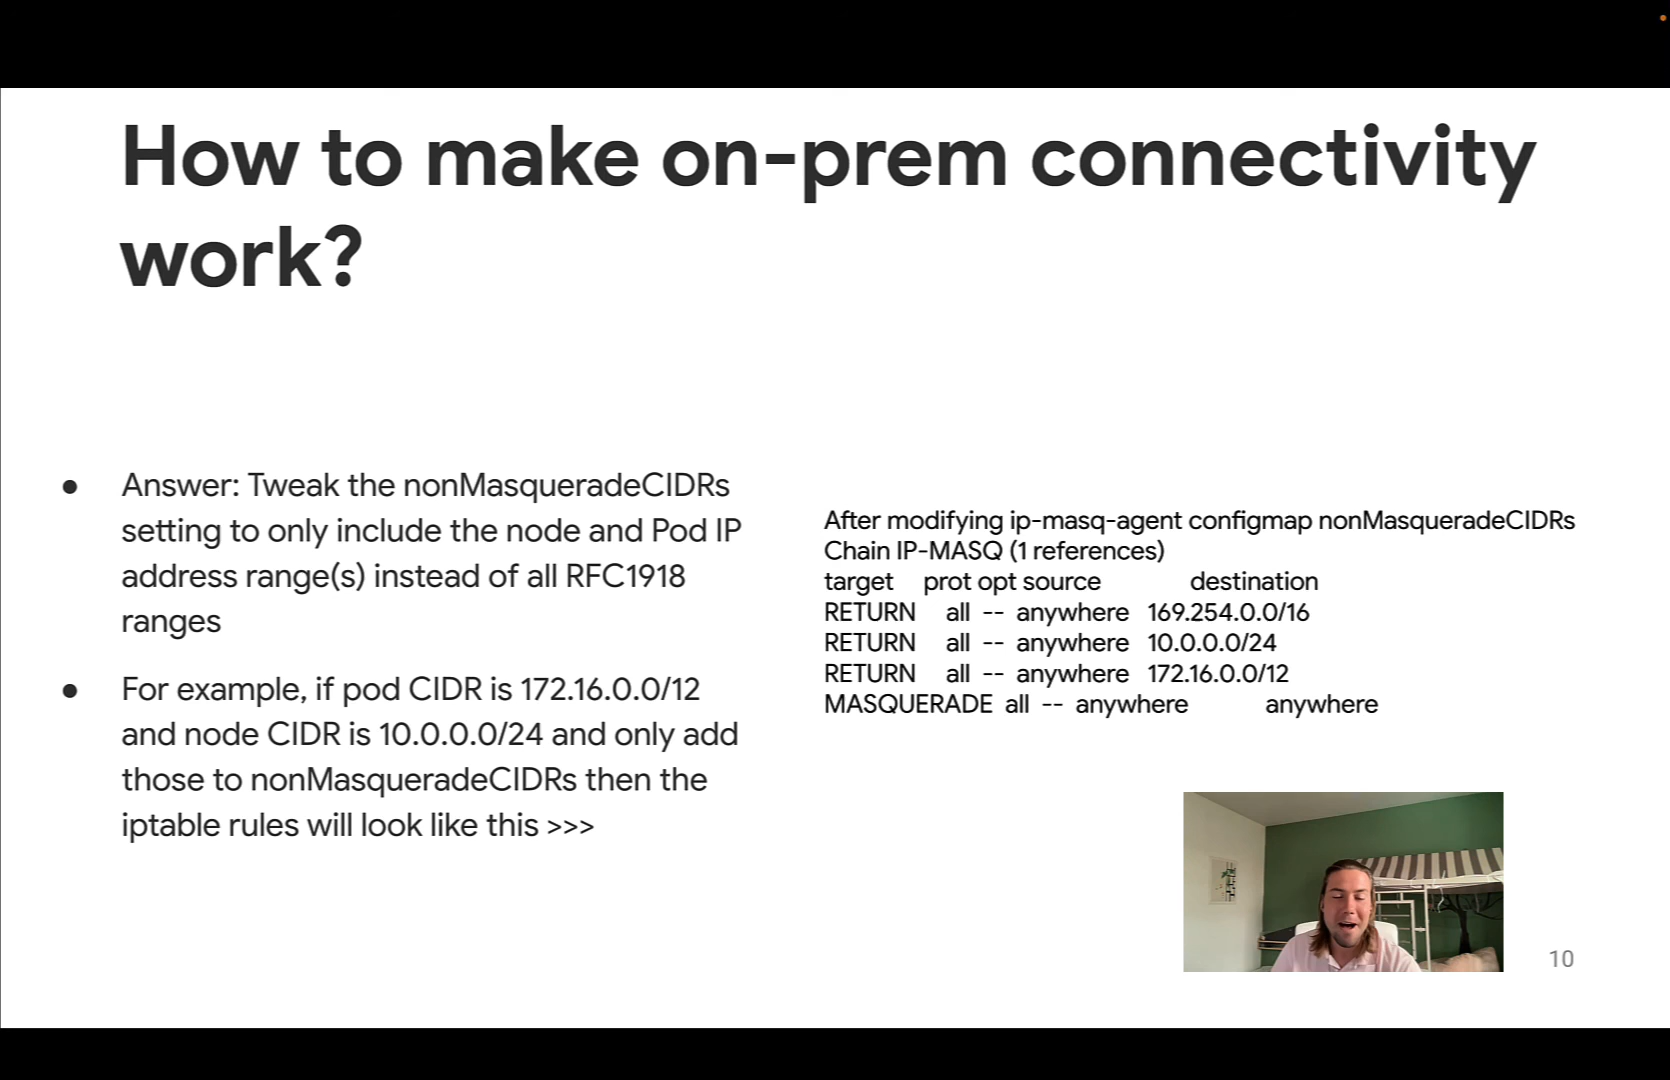 How to make on-prem connectivity
work?
● Answer: Tweak the nonMasqueradeCIDRs
setting to only include the node and Pod IP
address range(s) instead of all RFC1918
ranges
● For example, if pod CIDR is 172.16.0.0/12
and node CIDR is 10.0.0.0/24 and only add
those to nonMasqueradeCIDRs then the
iptable rules will look like this >>>
After modifying ip-masq-agent configmap nonMasqueradeCIDRs
Chain IP-MASQ (1 references)
target prot opt source destination
RETURN all -- anywhere 169.254.0.0/16
RETURN all -- anywhere 10.0.0.0/24
RETURN all -- anywhere 172.16.0.0/12
MASQUERADE all -- anywhere anywhere
10